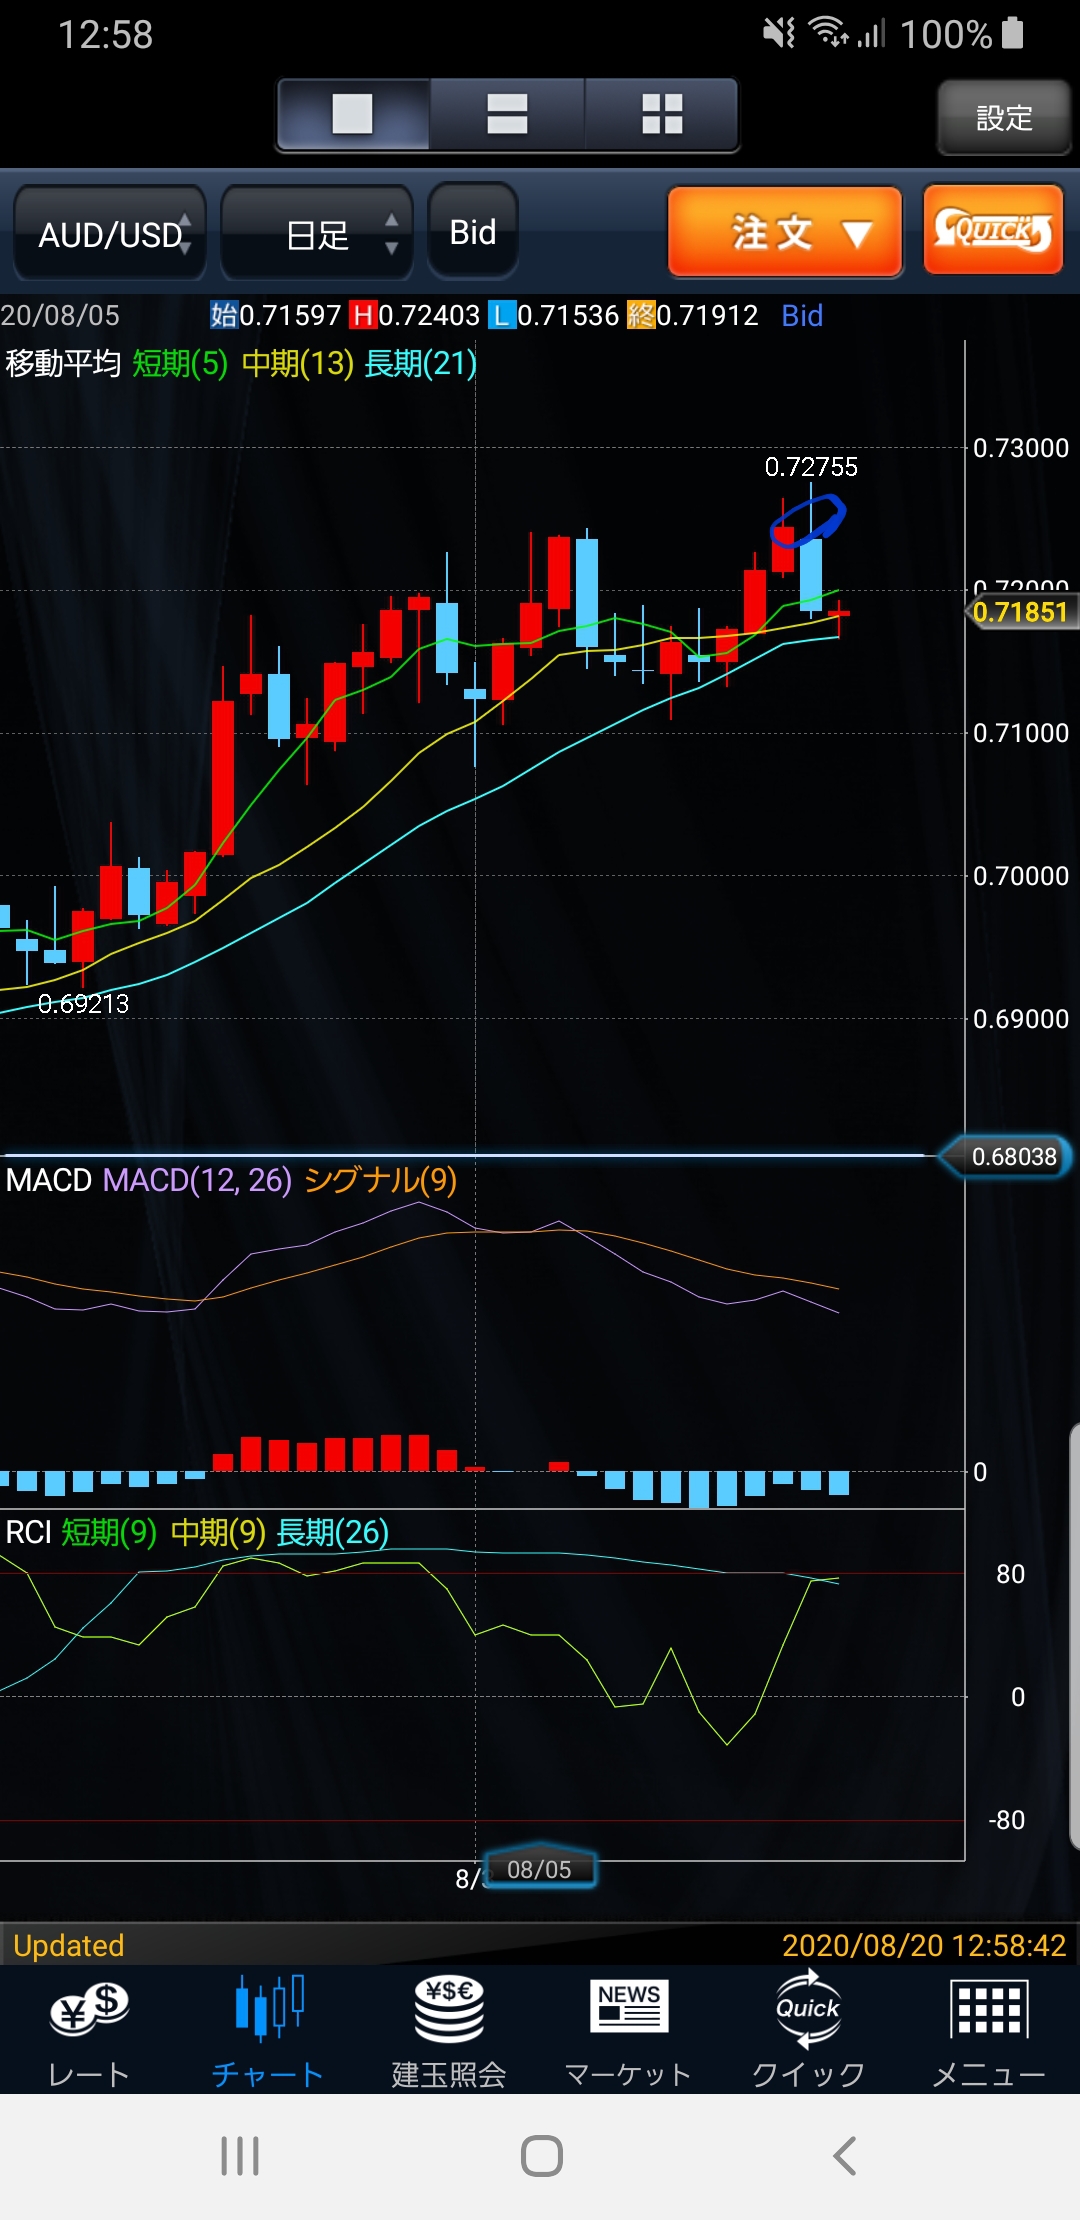 12:58 100%
設定
AUD/USD 日足 Bid 注文 QUICK
20/08/05 始0.71597 H0.72403 L0.71536 終0.71912 Bid
移動平均 短期(5) 中期(13) 長期(21)
0.73000
0.72755
0.72000
0.71851
0.71000
0.70000
0.69213
0.69000
0.68038
MACD MACD(12, 26) シグナル(9)
0
RCI 短期(9) 中期(9) 長期(26)
80
0
-80
8/3 08/05
Updated 2020/08/20 12:58:42
¥$ ¥$€ NEWS Quick
レート チャート 建玉照会 マーケット クイック メニュー